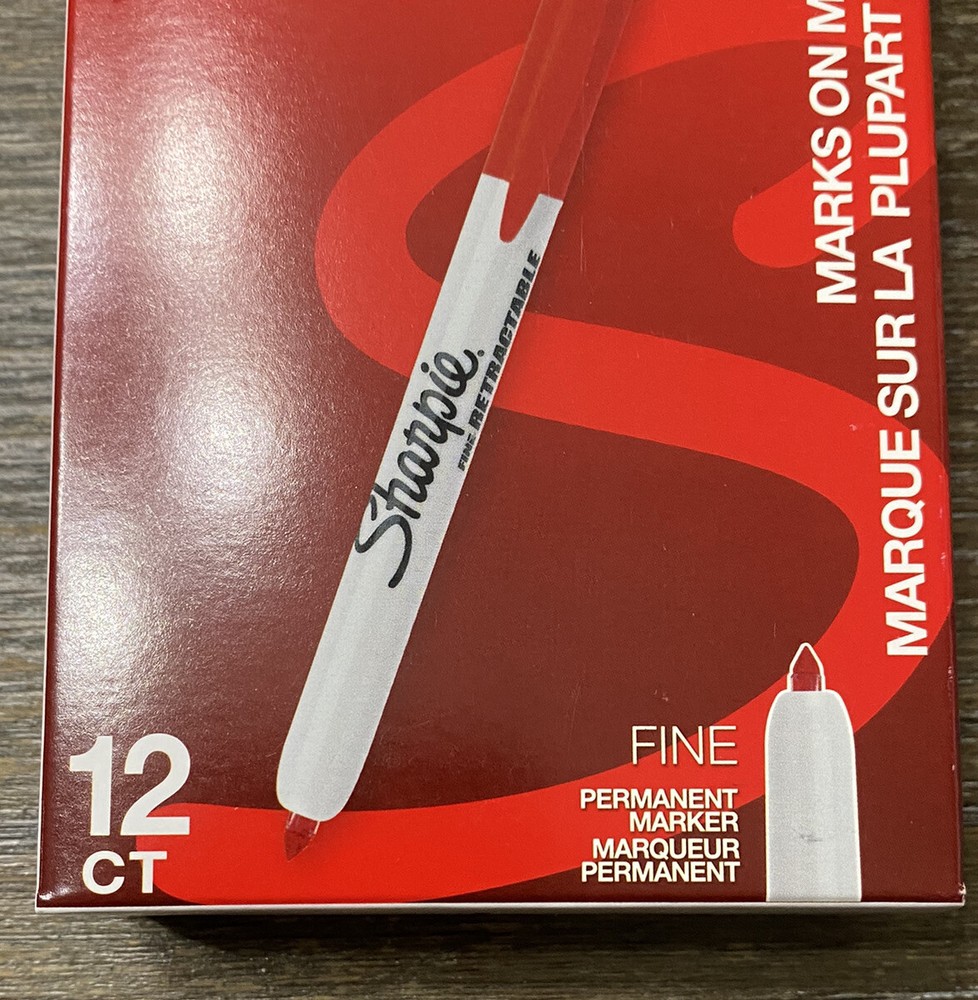 MARKS ON M
MARQUE SUR LA PLUPART
Sharpie®
FINE RETRACTABLE
12
CT
FINE
PERMANENT
MARKER
MARQUEUR
PERMANENT